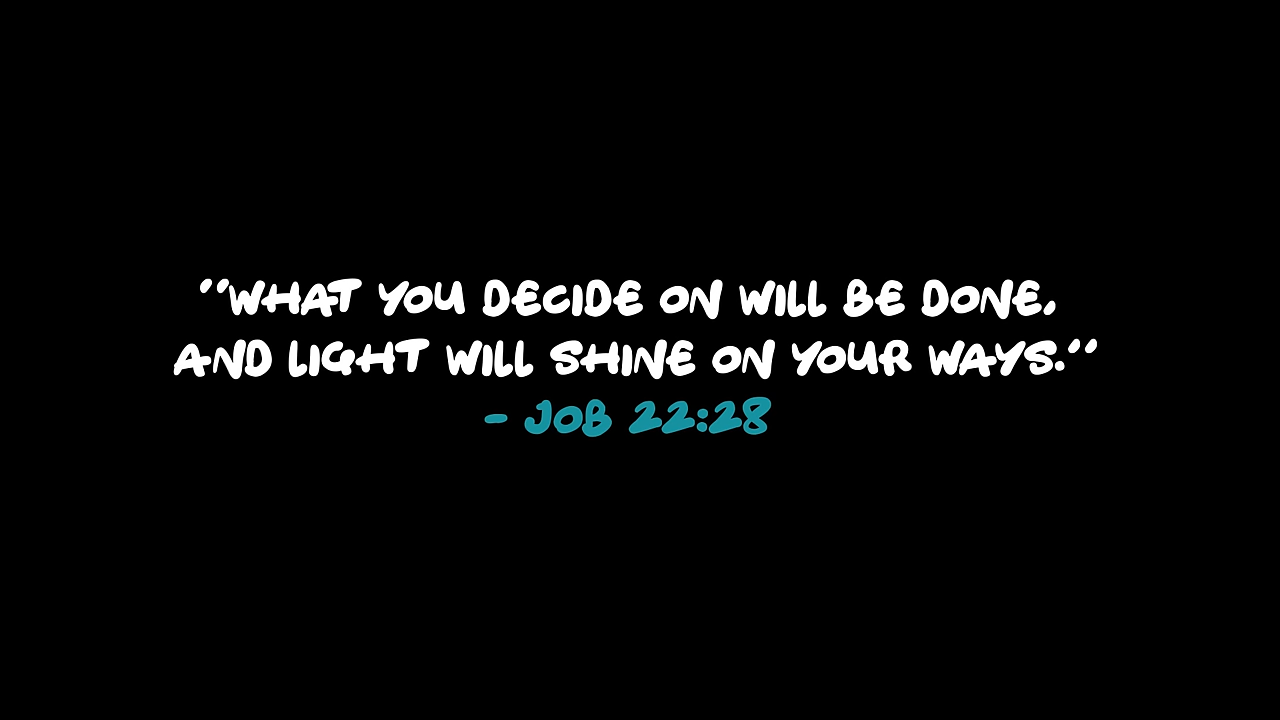 "WHAT YOU DECIDE ON WILL BE DONE,
AND LIGHT WILL SHINE ON YOUR WAYS."
- JOB 22:28